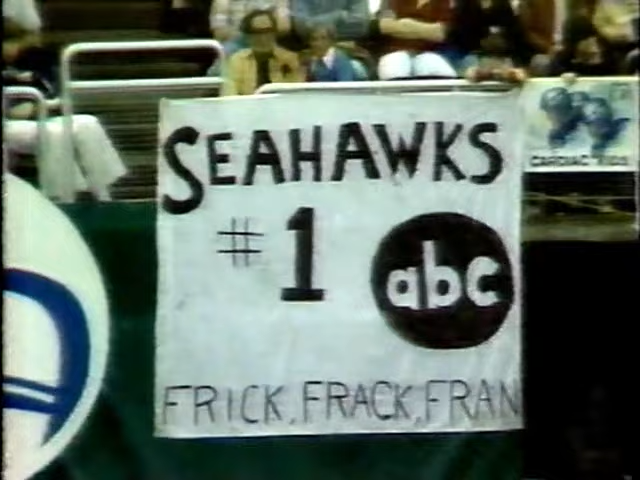 SEAHAWKS
#1 abc
FRICK, FRACK, FRAN
CARDIAC KIDS